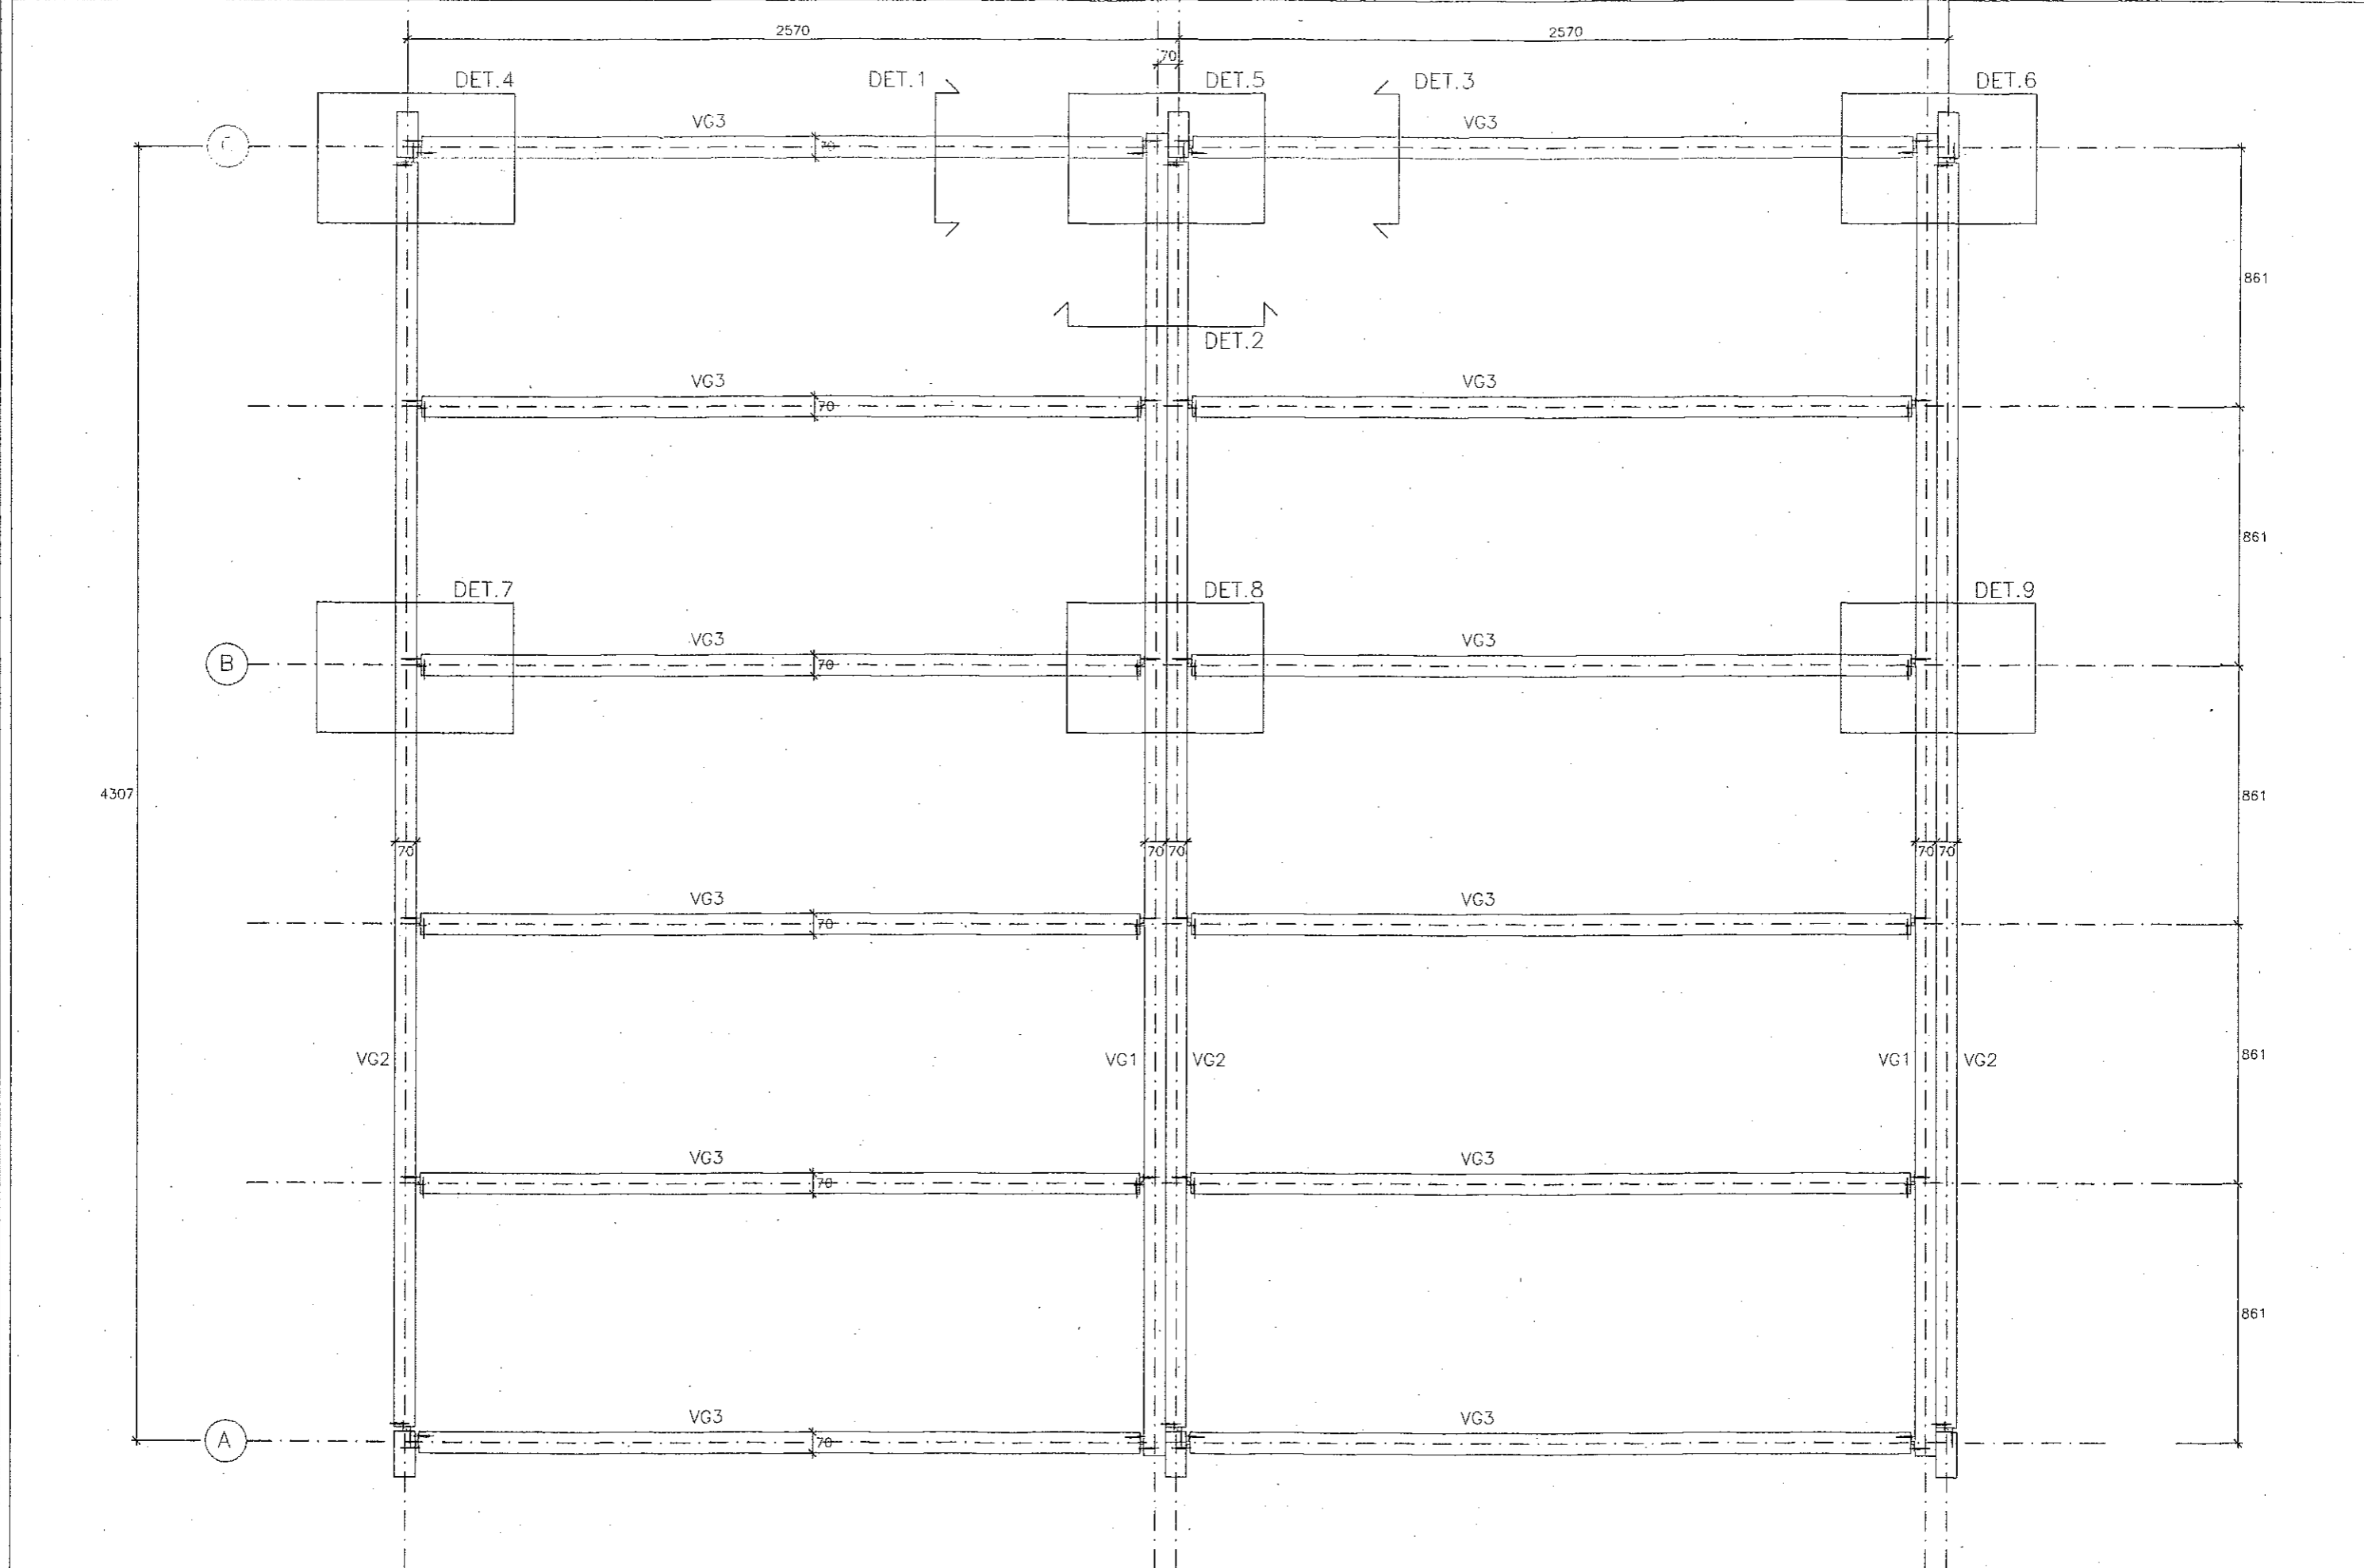 2570 2570
70
DET.4 DET.1 DET.5 DET.3 DET.6
VG3 VG3
C 70
861
DET.2
VG3 VG3
70
861
DET.7 DET.8 DET.9
VG3 VG3
B 70
4307 861
70 70 70 70 70
VG3 VG3
70
VG2 VG1 VG2 VG1 VG2 861
VG3 VG3
70
861
VG3 VG3
A 70